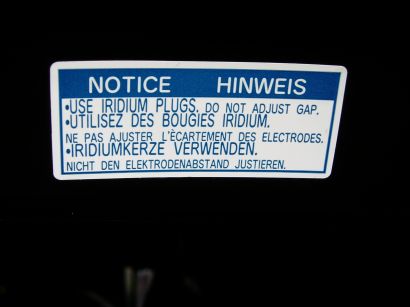 NOTICE HINWEIS
•USE IRIDIUM PLUGS. DO NOT ADJUST GAP.
•UTILISEZ DES BOUGIES IRIDIUM.
NE PAS AJUSTER L'ÈCARTEMENT DES ELECTRODES.
•IRIDIUMKERZE VERWENDEN.
NICHT DEN ELEKTRODENABSTAND JUSTIEREN.